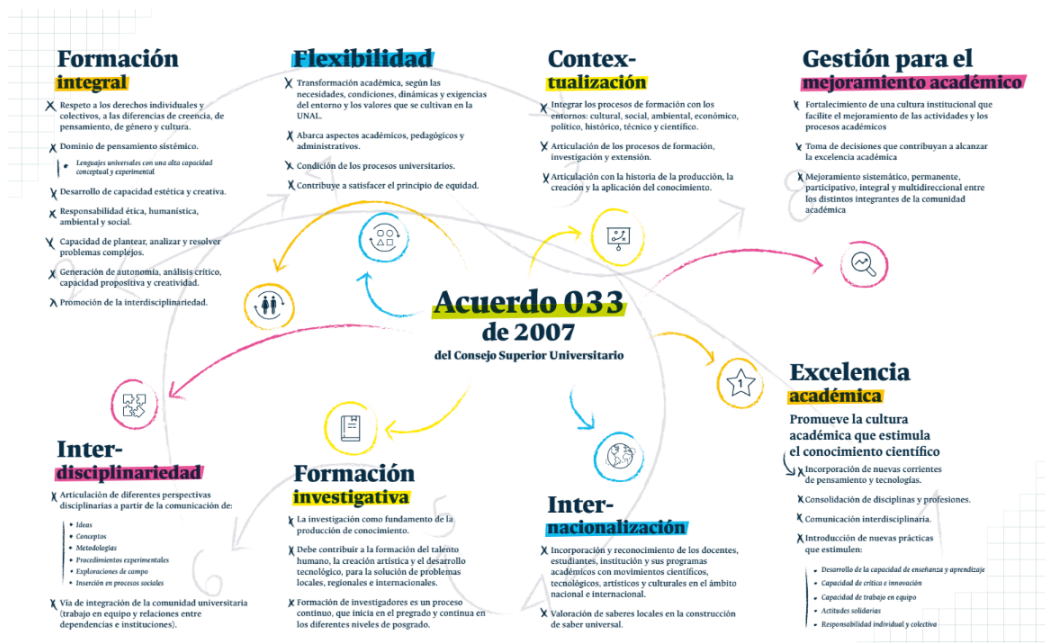 Formación
integral
Respeto a los derechos individuales y
colectivos, a las diferencias de creencia, de
pensamiento, de género y cultura.
Dominio de pensamiento sistémico.
Lenguajes universales con una alta capacidad
conceptual y experimental
Desarrollo de capacidad estética y creativa.
Responsabilidad ética, humanística,
ambiental y social.
Capacidad de plantear, analizar y resolver
problemas complejos.
Generación de autonomía, análisis crítico,
capacidad propositiva y creatividad.
Promoción de la interdisciplinariedad.
Flexibilidad
Transformación académica, según las
necesidades, condiciones, dinámicas y exigencias
del entorno y los valores que se cultivan en la
UNAL.
Abarca aspectos académicos, pedagógicos y
administrativos.
Condición de los procesos universitarios.
Contribuye a satisfacer el principio de equidad.
Contex-
tualización
Integrar los procesos de formación con los
entornos: cultural, social, ambiental, económico,
político, histórico, técnico y científico.
Articulación de los procesos de formación,
investigación y extensión.
Articulación con la historia de la producción, la
creación y la aplicación del conocimiento.
Gestión para el
mejoramiento académico
Fortalecimiento de una cultura institucional que
facilite el mejoramiento de las actividades y los
procesos académicos
Toma de decisiones que contribuyan a alcanzar
la excelencia académica
Mejoramiento sistemático, permanente,
participativo, integral y multidireccional entre
los distintos integrantes de la comunidad
académica
Acuerdo 033
de 2007
del Consejo Superior Universitario
Inter-
disciplinariedad
Articulación de diferentes perspectivas
disciplinarias a partir de la comunicación de:
Ideas
Conceptos
Metodologías
Procedimientos experimentales
Exploraciones de campo
Inserción en procesos sociales
Vía de integración de la comunidad universitaria
(trabajo en equipo y relaciones entre
dependencias e instituciones).
Formación
investigativa
La investigación como fundamento de la
producción de conocimiento.
Debe contribuir a la formación del talento
humano, la creación artística y el desarrollo
tecnológico, para la solución de problemas
locales, regionales e internacionales.
Formación de investigadores es un proceso
continuo, que inicia en el pregrado y continua en
los diferentes niveles de posgrado.
Inter-
nacionalización
Incorporación y reconocimiento de los docentes,
estudiantes, institución y sus programas
académicos con movimientos científicos,
tecnológicos, artísticos y culturales en el ámbito
nacional e internacional.
Valoración de saberes locales en la construcción
de saber universal.
1
Excelencia
académica
Promueve la cultura
académica que estimula
el conocimiento científico
Incorporación de nuevas corrientes
de pensamiento y tecnologías.
Consolidación de disciplinas y profesiones.
Comunicación interdisciplinaria.
Introducción de nuevas prácticas
que estimulen:
Desarrollo de la capacidad de enseñanza y aprendizaje
Capacidad de crítica e innovación
Capacidad de trabajo en equipo
Actitudes solidarias
Responsabilidad individual y colectiva